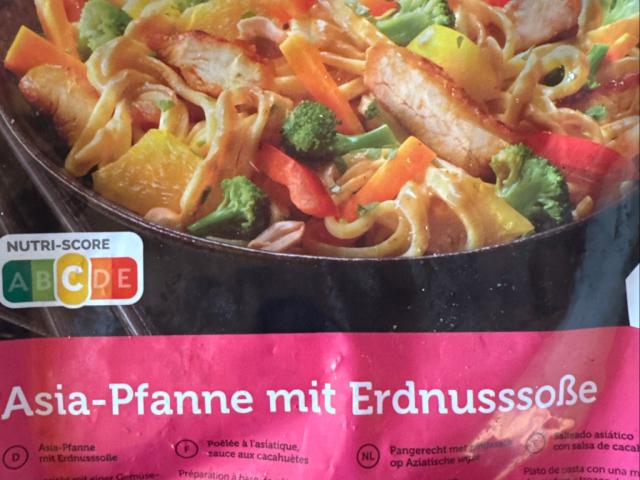 NUTRI-SCORE
A B C D E
Asia-Pfanne mit Erdnusssoße
D
Asia-Pfanne
mit Erdnusssoße
F
Poêlée à l'asiatique,
sauce aux cacahuètes
Préparation à base de
NL
Pangerecht met
op Aziatische
Salteado asiático
con salsa de
Plato de pasta con una